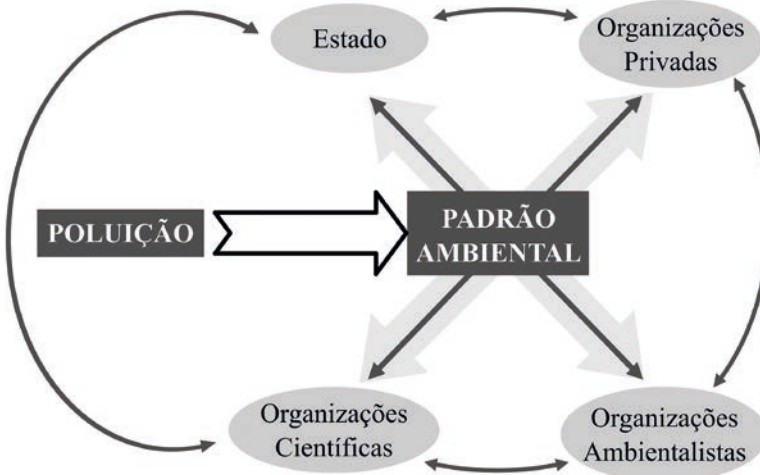 Estado
Organizações
Privadas
POLUIÇÃO
PADRÃO
AMBIENTAL
Organizações
Científicas
Organizações
Ambientalistas